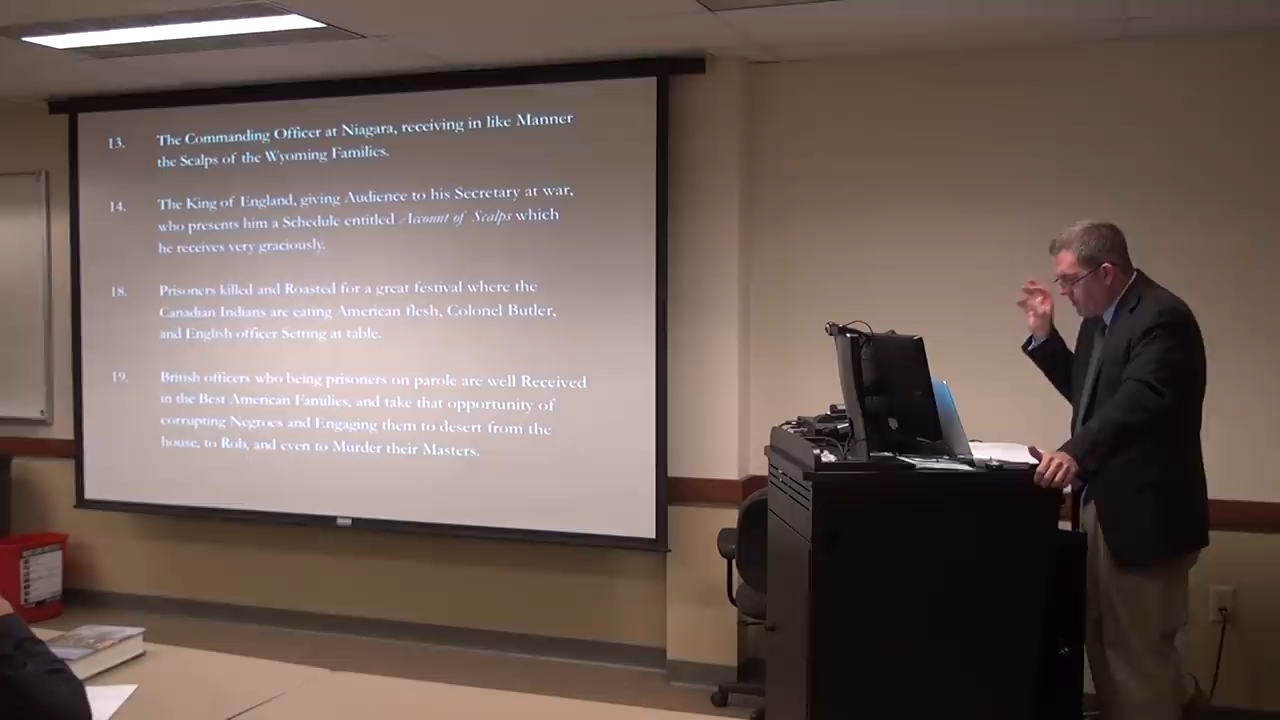 13. The Commanding Officer at Niagara, receiving in like Manner
the Scalps of the Wyoming Families.
14. The King of England, giving Audience to his Secretary at war,
who presents him a Schedule entitled Account of Scalps which
he receives very graciously.
18. Prisoners killed and Roasted for a great festival where the
Canadian Indians are eating American flesh, Colonel Butler,
and English officer Setting at table.
19. British officers who being prisoners on parole are well Received
in the Best American Families, and take that opportunity of
corrupting Negroes and Engaging them to desert from the
house, to Rob, and even to Murder their Masters.